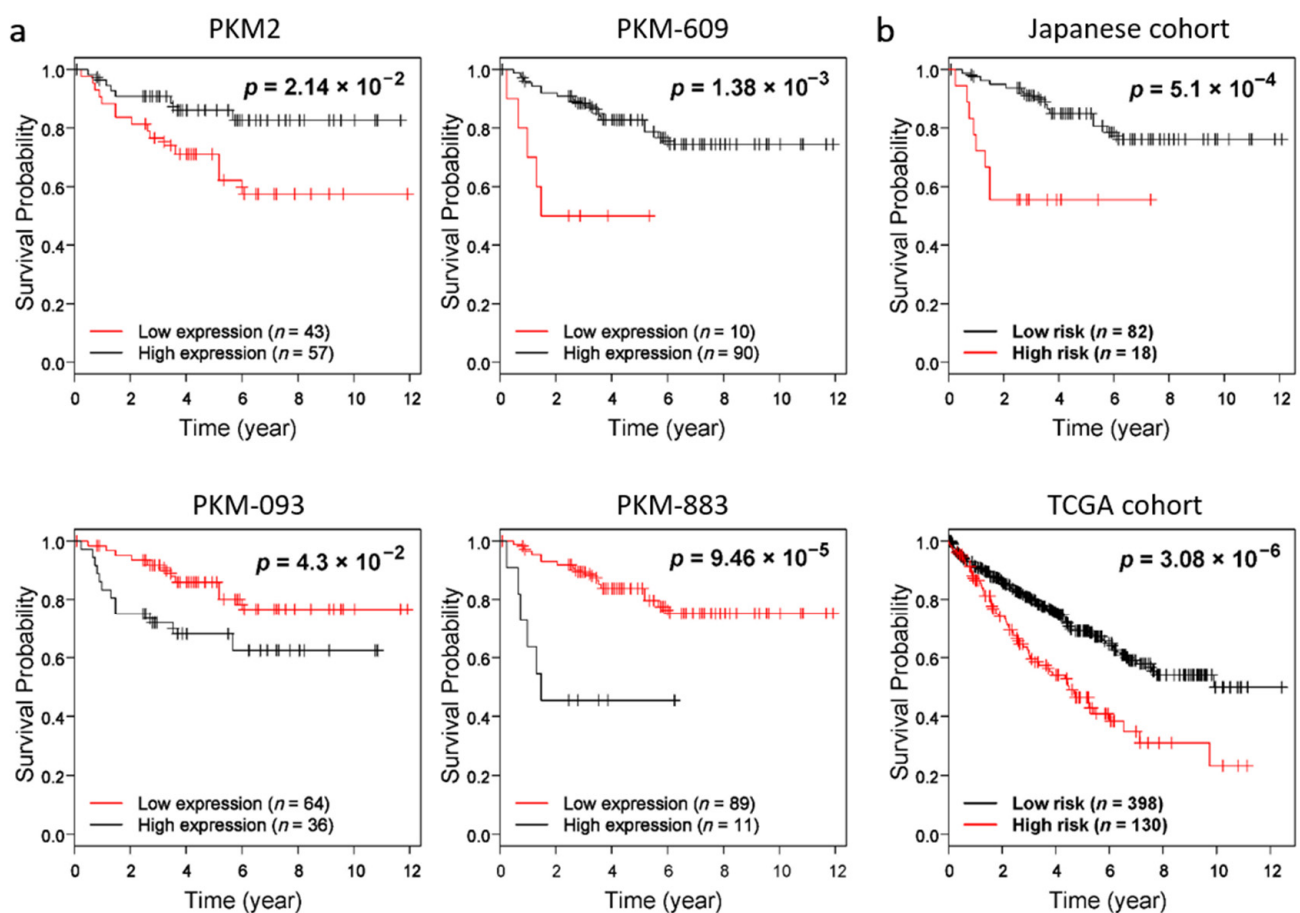 a
PKM2
p = 2.14 × 10⁻²
Survival Probability
1.0
0.8
0.6
0.4
0.2
0.0
Low expression (n = 43)
High expression (n = 57)
0 2 4 6 8 10 12
Time (year)
PKM-609
p = 1.38 × 10⁻³
Survival Probability
1.0
0.8
0.6
0.4
0.2
0.0
Low expression (n = 10)
High expression (n = 90)
0 2 4 6 8 10 12
Time (year)
b
Japanese cohort
p = 5.1 × 10⁻⁴
Survival Probability
1.0
0.8
0.6
0.4
0.2
0.0
Low risk (n = 82)
High risk (n = 18)
0 2 4 6 8 10 12
Time (year)
PKM-093
p = 4.3 × 10⁻²
Survival Probability
1.0
0.8
0.6
0.4
0.2
0.0
Low expression (n = 64)
High expression (n = 36)
0 2 4 6 8 10 12
Time (year)
PKM-883
p = 9.46 × 10⁻⁵
Survival Probability
1.0
0.8
0.6
0.4
0.2
0.0
Low expression (n = 89)
High expression (n = 11)
0 2 4 6 8 10 12
Time (year)
TCGA cohort
p = 3.08 × 10⁻⁶
Survival Probability
1.0
0.8
0.6
0.4
0.2
0.0
Low risk (n = 398)
High risk (n = 130)
0 2 4 6 8 10 12
Time (year)